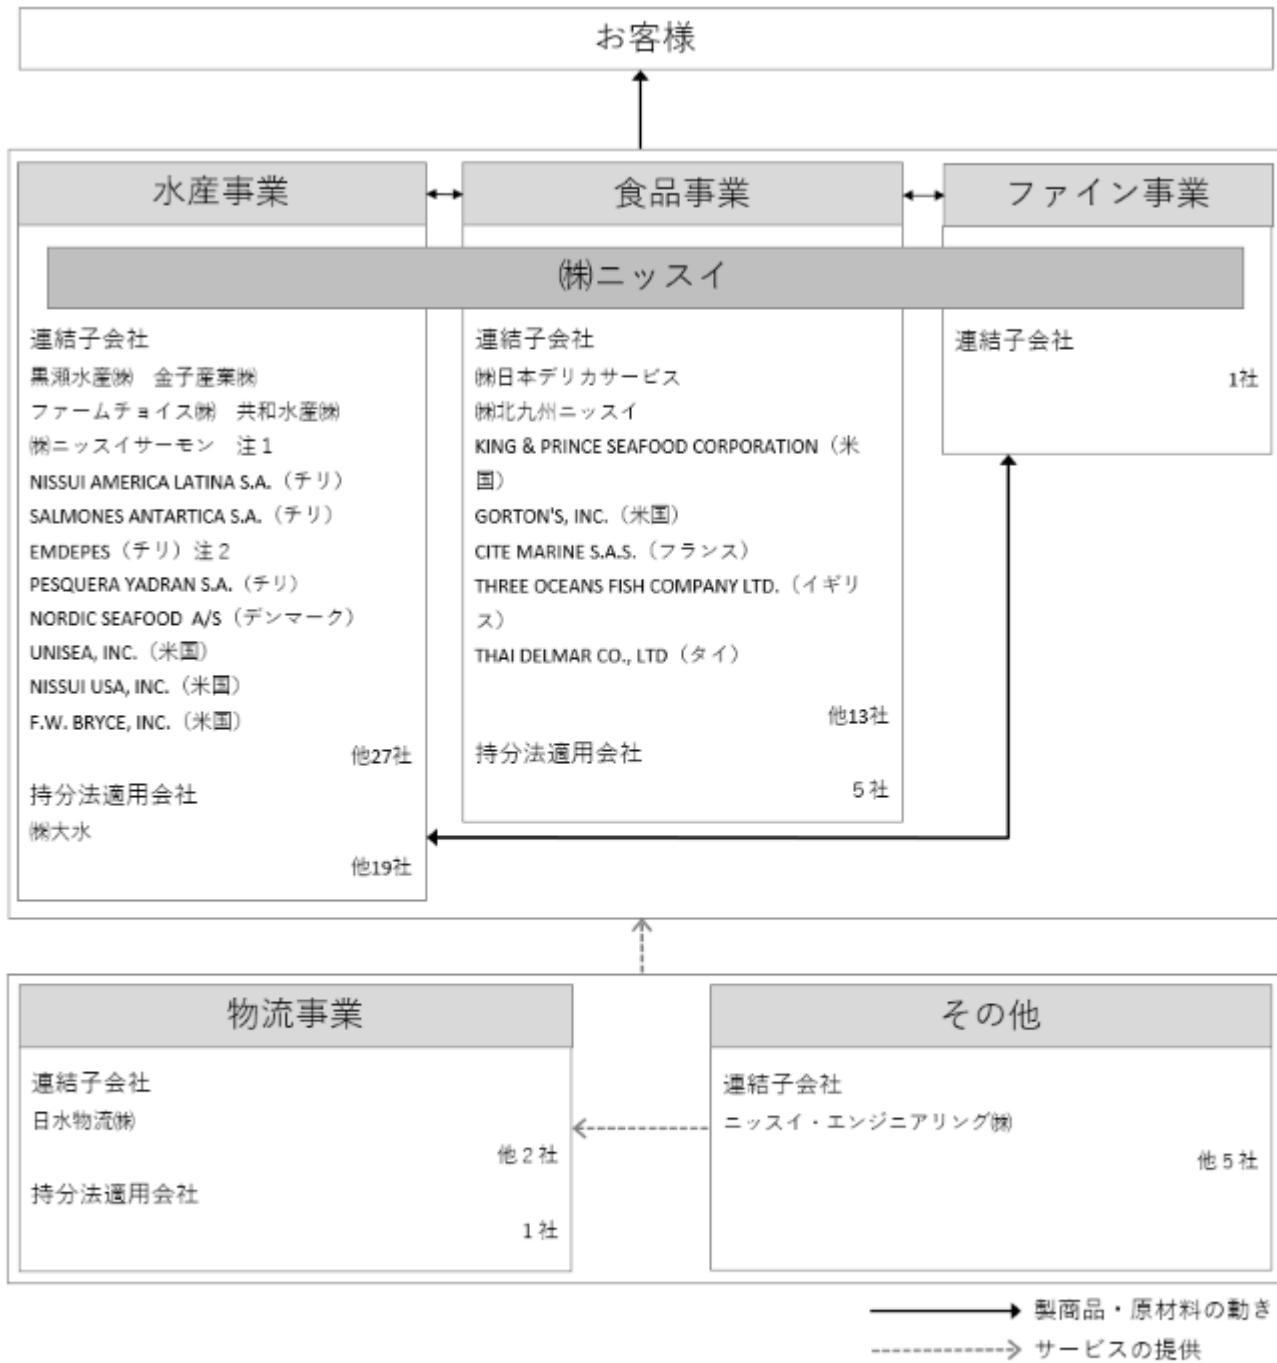 お客様
水産事業
食品事業
ファイン事業
㈱ニッスイ
連結子会社
黒瀬水産㈱　金子産業㈱
ファームチョイス㈱　共和水産㈱
㈱ニッスイサーモン　注１
NISSUI AMERICA LATINA S.A.（チリ）
SALMONES ANTARTICA S.A.（チリ）
EMDEPES（チリ）注２
PESQUERA YADRAN S.A.（チリ）
NORDIC SEAFOOD A/S（デンマーク）
UNISEA, INC.（米国）
NISSUI USA, INC.（米国）
F.W. BRYCE, INC.（米国）
他27社
持分法適用会社
㈱大水
他19社
連結子会社
㈱日本デリカサービス
㈱北九州ニッスイ
KING & PRINCE SEAFOOD CORPORATION（米
国）
GORTON'S, INC.（米国）
CITE MARINE S.A.S.（フランス）
THREE OCEANS FISH COMPANY LTD.（イギリ
ス）
THAI DELMAR CO., LTD（タイ）
他13社
持分法適用会社
５社
連結子会社
1社
物流事業
連結子会社
日水物流㈱
他２社
持分法適用会社
１社
その他
連結子会社
ニッスイ・エンジニアリング㈱
他５社
製商品・原材料の動き
サービスの提供